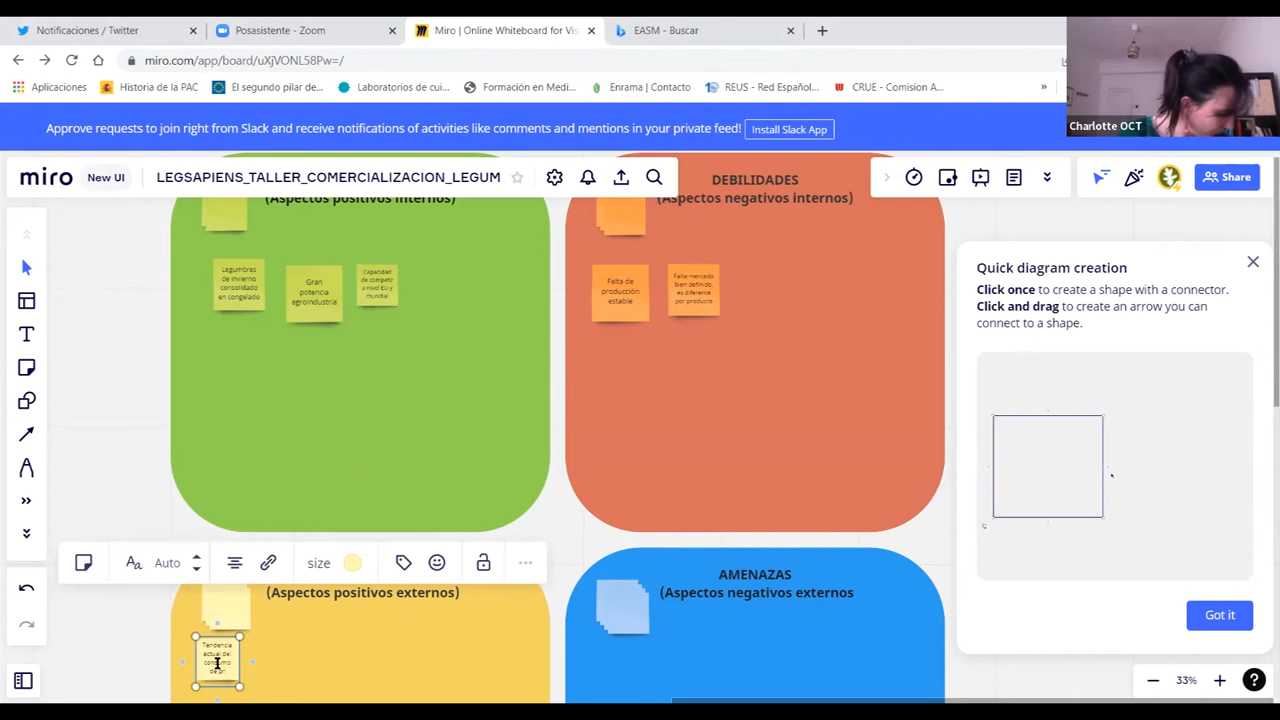 Notificaciones / Twitter
Posasistente - Zoom
Miro | Online Whiteboard for Vis
EASM - Buscar
miro.com/app/board/uXjVONL58Pw=/
Aplicaciones
Historia de la PAC
El segundo pilar de...
Laboratorios de cui...
Formación en Medi...
Enrama | Contacto
REUS - Red Español...
CRUE - Comision A...
Charlotte OCT
Approve requests to join right from Slack and receive notifications of activities like comments and mentions in your private feed!
Install Slack App
miro
New UI
LEGSAPIENS_TALLER_COMERCIALIZACION_LEGUM
Share
(Aspectos positivos internos)
DEBILIDADES
(Aspectos negativos internos)
Legumbres
de invierno
consolidado
en congelado
Gran
potencia
agroindustria
Capacidad
de competir
a nivel EU y
mundial
Falta de
producción
estable
Falta mercado
bien definido,
es diferente
por producto
Quick diagram creation
Click once to create a shape with a connector.
Click and drag to create an arrow you can
connect to a shape.
Got it
Auto
size
(Aspectos positivos externos)
AMENAZAS
(Aspectos negativos externos
Tendencia
actual del
consumo
de pr
33%